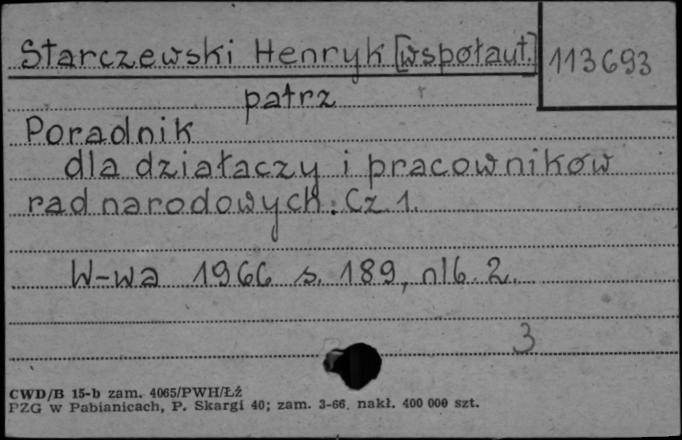 Starczewski Henryk [współaut.] 113693
patrz
Poradnik
dla działaczy i pracowników
rad narodowych. Cz. 1.
W-wa 1966 s. 189, nlb. 2.
3
CWD/B 15-b zam. 4065/PWH/Łź
PZG w Pabianicach, P. Skargi 40; zam. 3-66. nakł. 400 000 szt.